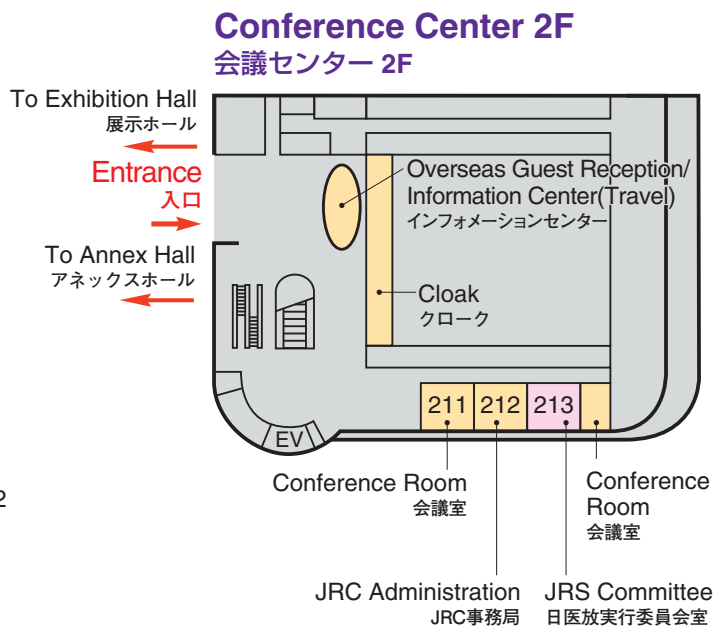 Conference Center 2F
会議センター 2F
To Exhibition Hall
展示ホール
Entrance
入口
To Annex Hall
アネックスホール
Overseas Guest Reception/
Information Center(Travel)
インフォメーションセンター
Cloak
クローク
211 212 213
EV
Conference Room
会議室
Conference
Room
会議室
2
JRC Administration
JRC事務局
JRS Committee
日医放実行委員会室